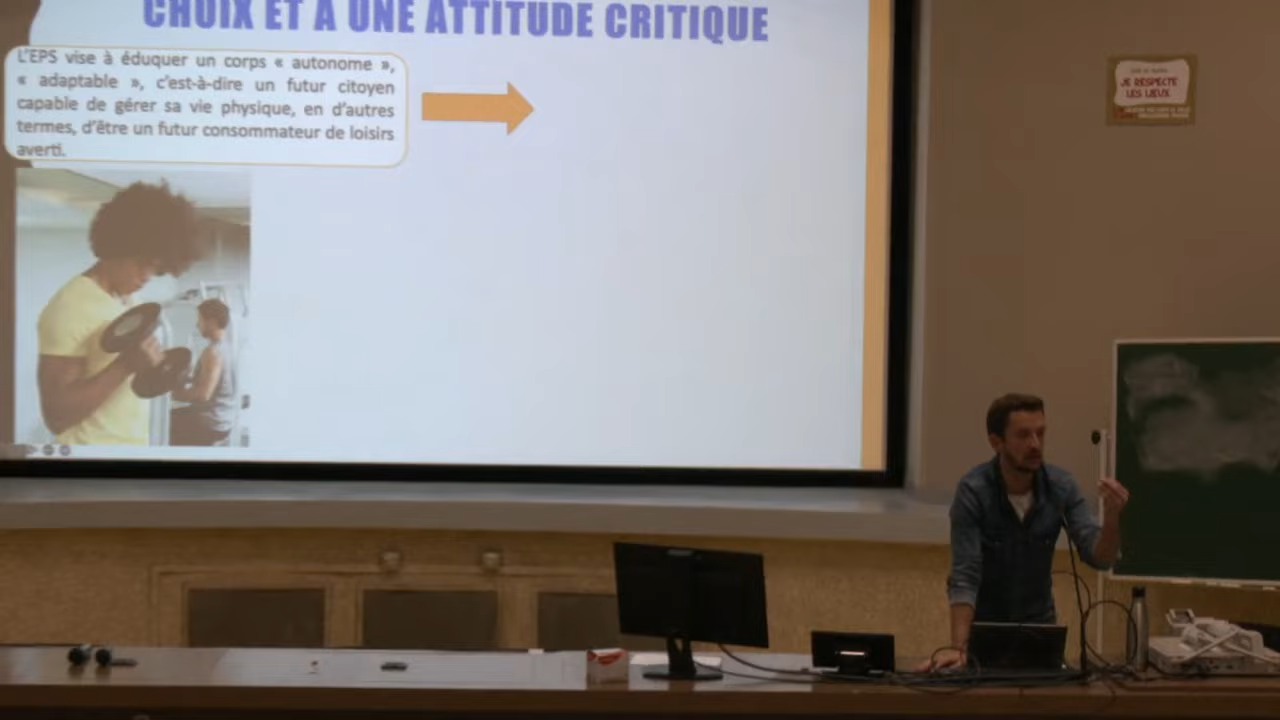 CHOIX ET À UNE ATTITUDE CRITIQUE
L'EPS vise à éduquer un corps « autonome »,
« adaptable », c'est-à-dire un futur citoyen
capable de gérer sa vie physique, en d'autres
termes, d'être un futur consommateur de loisirs
averti.
JE RESPECTE
LES LIEUX